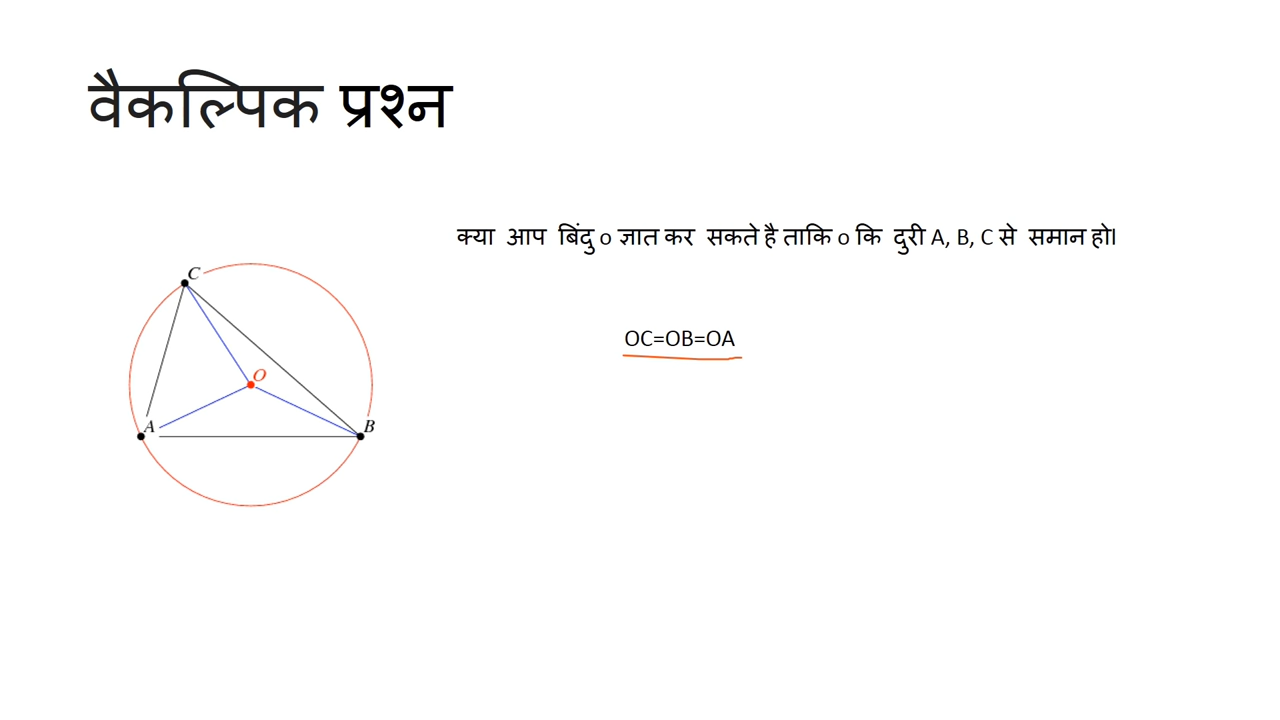 वैकल्पिक प्रश्न
क्या आप बिंदु o ज्ञात कर सकते है ताकि o कि दुरी A, B, C से समान हो।
OC=OB=OA
C
O
A
B